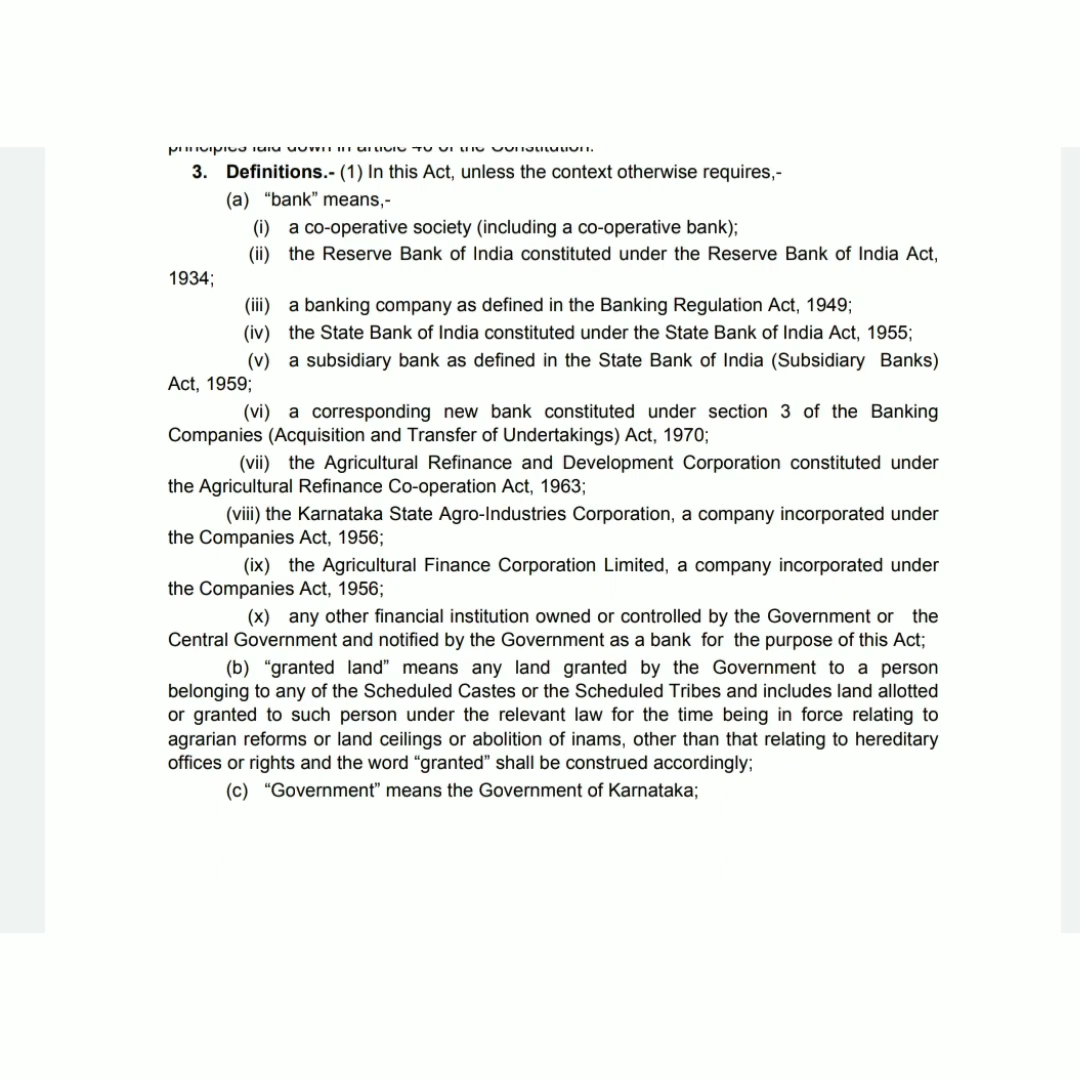 principles laid down in article 46 of the Constitution.
3. Definitions.- (1) In this Act, unless the context otherwise requires,-
(a) “bank” means,-
(i) a co-operative society (including a co-operative bank);
(ii) the Reserve Bank of India constituted under the Reserve Bank of India Act,
1934;
(iii) a banking company as defined in the Banking Regulation Act, 1949;
(iv) the State Bank of India constituted under the State Bank of India Act, 1955;
(v) a subsidiary bank as defined in the State Bank of India (Subsidiary Banks)
Act, 1959;
(vi) a corresponding new bank constituted under section 3 of the Banking
Companies (Acquisition and Transfer of Undertakings) Act, 1970;
(vii) the Agricultural Refinance and Development Corporation constituted under
the Agricultural Refinance Co-operation Act, 1963;
(viii) the Karnataka State Agro-Industries Corporation, a company incorporated under
the Companies Act, 1956;
(ix) the Agricultural Finance Corporation Limited, a company incorporated under
the Companies Act, 1956;
(x) any other financial institution owned or controlled by the Government or the
Central Government and notified by the Government as a bank for the purpose of this Act;
(b) “granted land” means any land granted by the Government to a person
belonging to any of the Scheduled Castes or the Scheduled Tribes and includes land allotted
or granted to such person under the relevant law for the time being in force relating to
agrarian reforms or land ceilings or abolition of inams, other than that relating to hereditary
offices or rights and the word “granted” shall be construed accordingly;
(c) “Government” means the Government of Karnataka;